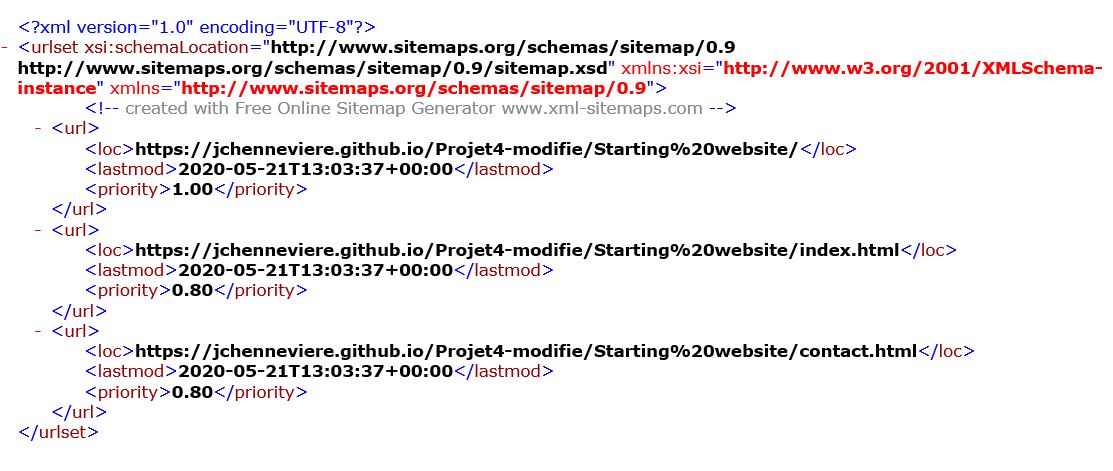 <?xml version="1.0" encoding="UTF-8"?>
- <urlset xsi:schemaLocation="http://www.sitemaps.org/schemas/sitemap/0.9
http://www.sitemaps.org/schemas/sitemap/0.9/sitemap.xsd" xmlns:xsi="http://www.w3.org/2001/XMLSchema-
instance" xmlns="http://www.sitemaps.org/schemas/sitemap/0.9">
<!-- created with Free Online Sitemap Generator www.xml-sitemaps.com -->
- <url>
<loc>https://jchenneviere.github.io/Projet4-modifie/Starting%20website/</loc>
<lastmod>2020-05-21T13:03:37+00:00</lastmod>
<priority>1.00</priority>
</url>
- <url>
<loc>https://jchenneviere.github.io/Projet4-modifie/Starting%20website/index.html</loc>
<lastmod>2020-05-21T13:03:37+00:00</lastmod>
<priority>0.80</priority>
</url>
- <url>
<loc>https://jchenneviere.github.io/Projet4-modifie/Starting%20website/contact.html</loc>
<lastmod>2020-05-21T13:03:37+00:00</lastmod>
<priority>0.80</priority>
</url>
</urlset>